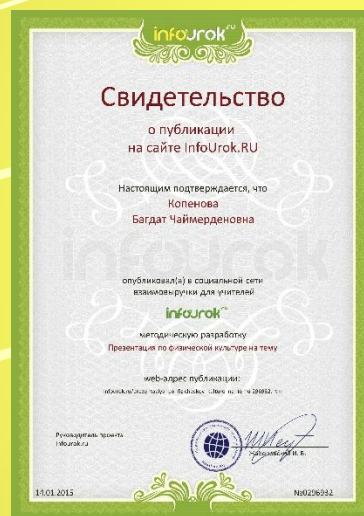 infourok.ru
Свидетельство
о публикации
на сайте InfoUrok.RU
Настоящим подтверждается, что
Копенова
Багдат Чаймерденовна
infourok
опубликовал(а) в социальной сети
взаимовыручки для учителей
infourok
методическую разработку
Презентация по физической культуре на тему
web-адрес публикации:
Руководитель проекта
Infourok.ru
И. В.
14.01.2015
№0296932